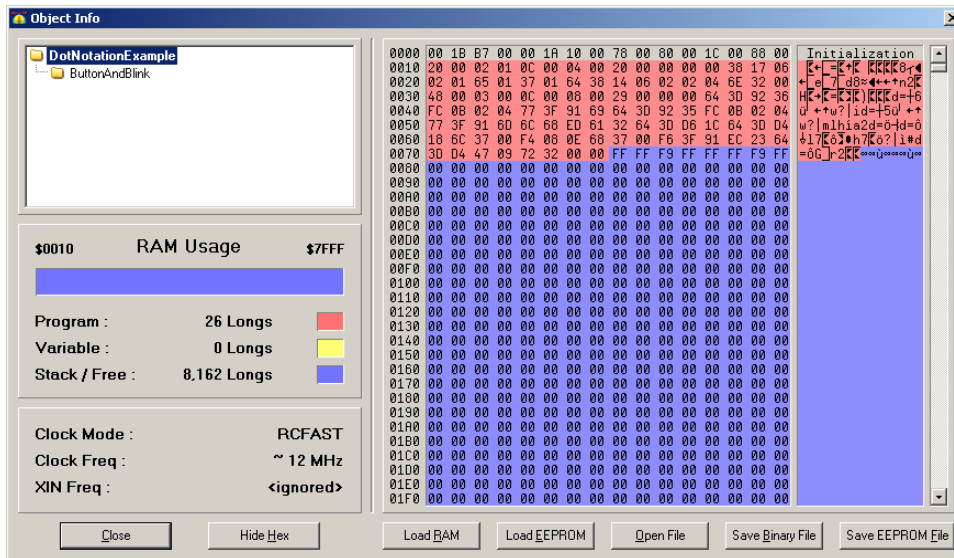 Object Info
DotNotationExample
ButtonAndBlink
$0010 RAM Usage $7FFF
Program : 26 Longs
Variable : 0 Longs
Stack / Free : 8,162 Longs
Clock Mode : RCFAST
Clock Freq : ~ 12 MHz
XIN Freq : <ignored>
0000 00 1B B7 00 00 1A 10 00 78 00 80 00 1C 00 88 00 Initialization
0010 20 00 02 01 0C 00 04 00 20 00 00 00 00 38 17 06
0020 02 01 65 01 37 01 64 38 14 06 02 02 04 6E 32 00
0030 48 00 03 00 0C 00 08 00 29 00 00 00 64 3D 92 36
0040 FC 0B 02 04 77 3F 91 69 64 3D 92 35 FC 0B 02 04
0050 77 3F 91 6D 6C 68 ED 61 32 64 3D D6 1C 64 3D D4
0060 18 6C 37 00 F4 08 0E 68 37 00 F6 3F 91 EC 23 64
0070 3D D4 47 09 72 32 00 00 FF FF F9 FF FF FF F9 FF
0080 00 00 00 00 00 00 00 00 00 00 00 00 00 00 00 00
0090 00 00 00 00 00 00 00 00 00 00 00 00 00 00 00 00
00A0 00 00 00 00 00 00 00 00 00 00 00 00 00 00 00 00
00B0 00 00 00 00 00 00 00 00 00 00 00 00 00 00 00 00
00C0 00 00 00 00 00 00 00 00 00 00 00 00 00 00 00 00
00D0 00 00 00 00 00 00 00 00 00 00 00 00 00 00 00 00
00E0 00 00 00 00 00 00 00 00 00 00 00 00 00 00 00 00
00F0 00 00 00 00 00 00 00 00 00 00 00 00 00 00 00 00
0100 00 00 00 00 00 00 00 00 00 00 00 00 00 00 00 00
0110 00 00 00 00 00 00 00 00 00 00 00 00 00 00 00 00
0120 00 00 00 00 00 00 00 00 00 00 00 00 00 00 00 00
0130 00 00 00 00 00 00 00 00 00 00 00 00 00 00 00 00
0140 00 00 00 00 00 00 00 00 00 00 00 00 00 00 00 00
0150 00 00 00 00 00 00 00 00 00 00 00 00 00 00 00 00
0160 00 00 00 00 00 00 00 00 00 00 00 00 00 00 00 00
0170 00 00 00 00 00 00 00 00 00 00 00 00 00 00 00 00
0180 00 00 00 00 00 00 00 00 00 00 00 00 00 00 00 00
0190 00 00 00 00 00 00 00 00 00 00 00 00 00 00 00 00
01A0 00 00 00 00 00 00 00 00 00 00 00 00 00 00 00 00
01B0 00 00 00 00 00 00 00 00 00 00 00 00 00 00 00 00
01C0 00 00 00 00 00 00 00 00 00 00 00 00 00 00 00 00
01D0 00 00 00 00 00 00 00 00 00 00 00 00 00 00 00 00
01E0 00 00 00 00 00 00 00 00 00 00 00 00 00 00 00 00
01F0 00 00 00 00 00 00 00 00 00 00 00 00 00 00 00 00
Close Hide Hex Load RAM Load EEPROM Open File Save Binary File Save EEPROM File